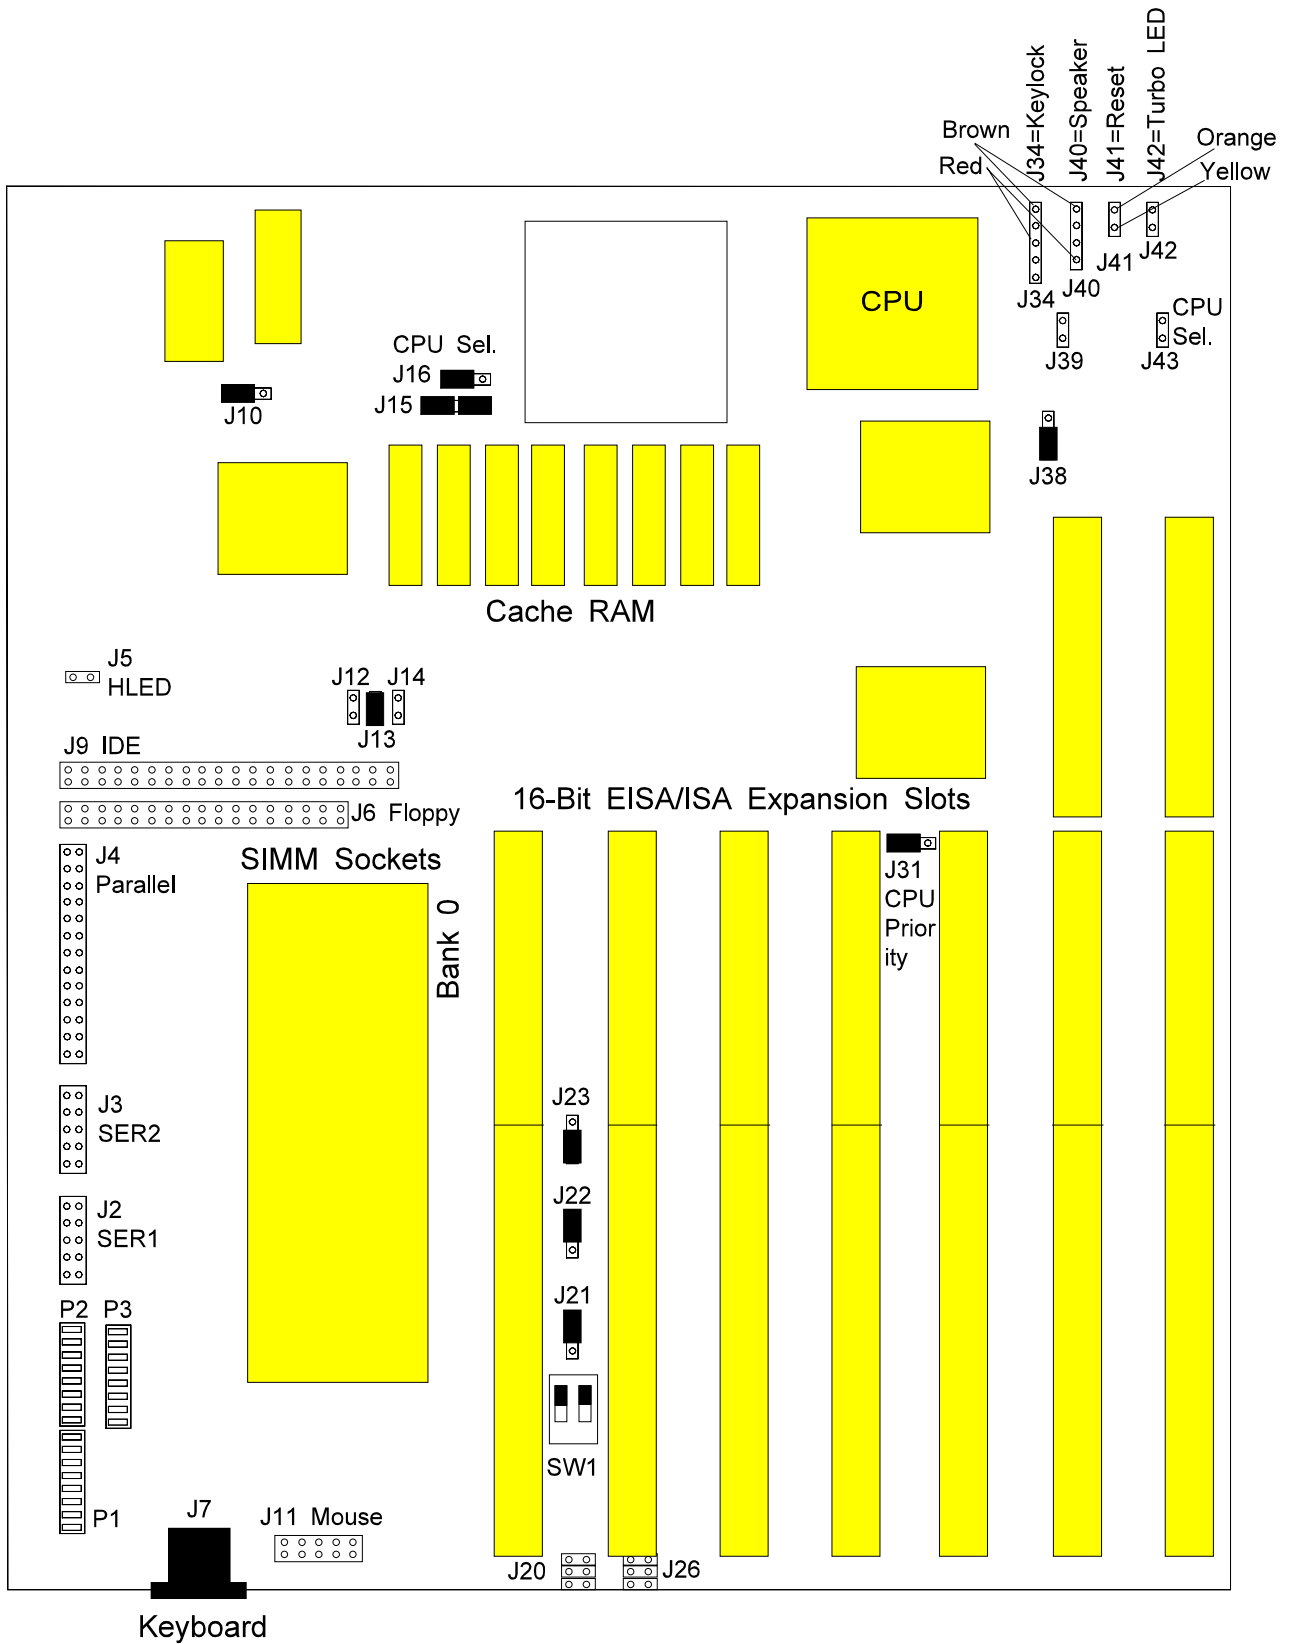 J34=Keylock
J40=Speaker
J41=Reset
J42=Turbo LED
Brown
Red
Orange
Yellow
J34
J40
J41
J42
CPU
CPU Sel.
J16
J15
J10
J39
J43
CPU
Sel.
J38
Cache RAM
J5
HLED
J12
J14
J13
J9 IDE
J6 Floppy
16-Bit EISA/ISA Expansion Slots
J4
Parallel
SIMM Sockets
Bank 0
J31
CPU
Prior
ity
J3
SER2
J23
J2
SER1
J22
P2
P3
J21
SW1
P1
J7
J11 Mouse
J20
J26
Keyboard